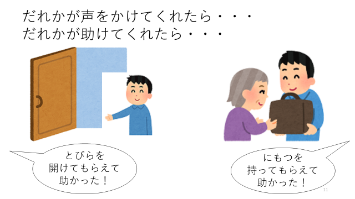 だれかが声をかけてくれたら・・・
だれかが助けてくれたら・・・
とびらを
開けてもらえて
助かった！
にもつを
持ってもらえて
助かった！